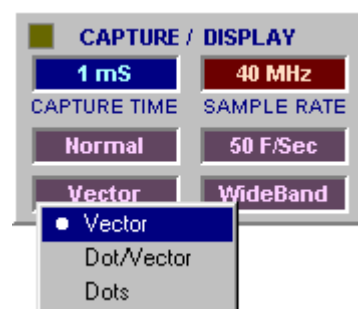 CAPTURE / DISPLAY
1 mS 40 MHz
CAPTURE TIME SAMPLE RATE
Normal 50 F/Sec
Vector WideBand
Vector
Dot/Vector
Dots